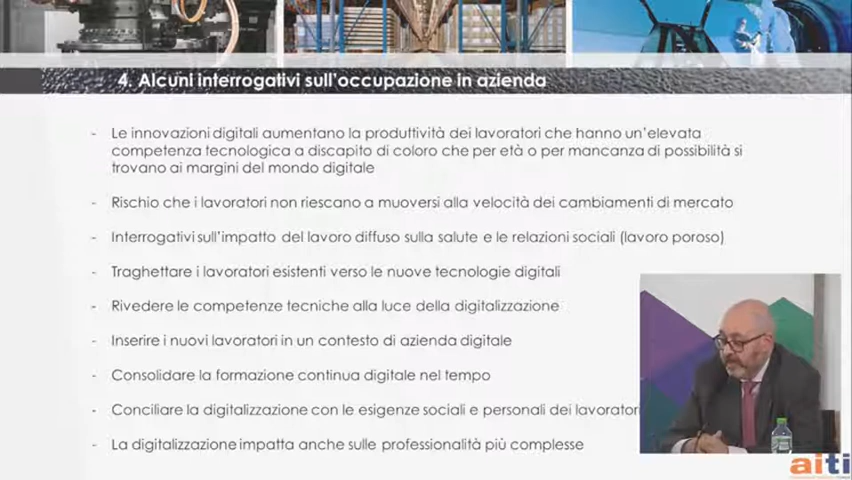 4. Alcuni interrogativi sull'occupazione in azienda
- Le innovazioni digitali aumentano la produttività dei lavoratori che hanno un'elevata
competenza tecnologica a discapito di coloro che per età o per mancanza di possibilità si
trovano ai margini del mondo digitale
- Rischio che i lavoratori non riescano a muoversi alla velocità dei cambiamenti di mercato
- Interrogativi sull'impatto del lavoro diffuso sulla salute e le relazioni sociali (lavoro poroso)
- Traghettare i lavoratori esistenti verso le nuove tecnologie digitali
- Rivedere le competenze tecniche alla luce della digitalizzazione
- Inserire i nuovi lavoratori in un contesto di azienda digitale
- Consolidare la formazione continua digitale nel tempo
- Conciliare la digitalizzazione con le esigenze sociali e personali dei lavoratori
- La digitalizzazione impatta anche sulle professionalità più complesse
aiti